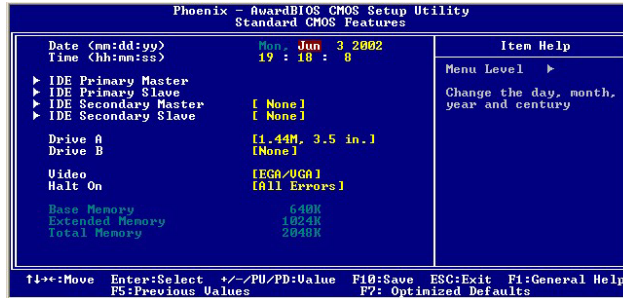 Phoenix - AwardBIOS CMOS Setup Utility
Standard CMOS Features
Date (mm:dd:yy) Mon, Jun 3 2002
Time (hh:mm:ss) 19 : 18 : 8
IDE Primary Master
IDE Primary Slave
IDE Secondary Master [ None]
IDE Secondary Slave [ None]
Drive A [1.44M, 3.5 in.]
Drive B [None]
Video [EGA/VGA]
Halt On [All Errors]
Base Memory 640K
Extended Memory 1024K
Total Memory 2048K
Item Help
Menu Level ▶
Change the day, month,
year and century
↑↓→←:Move Enter:Select +/-/PU/PD:Value F10:Save ESC:Exit F1:General Help
F5:Previous Values F7: Optimized Defaults